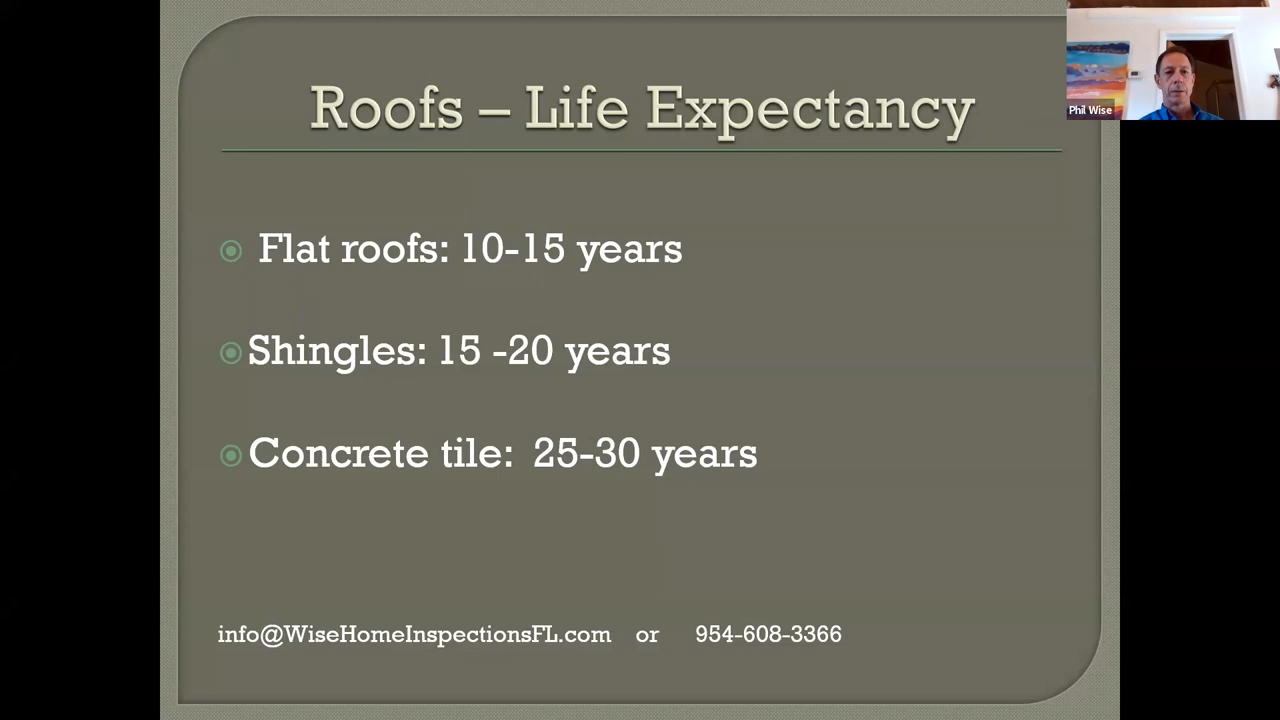 Roofs – Life Expectancy
Phil Wise
Flat roofs: 10-15 years
Shingles: 15 -20 years
Concrete tile:  25-30 years
info@WiseHomeInspectionsFL.com or 954-608-3366